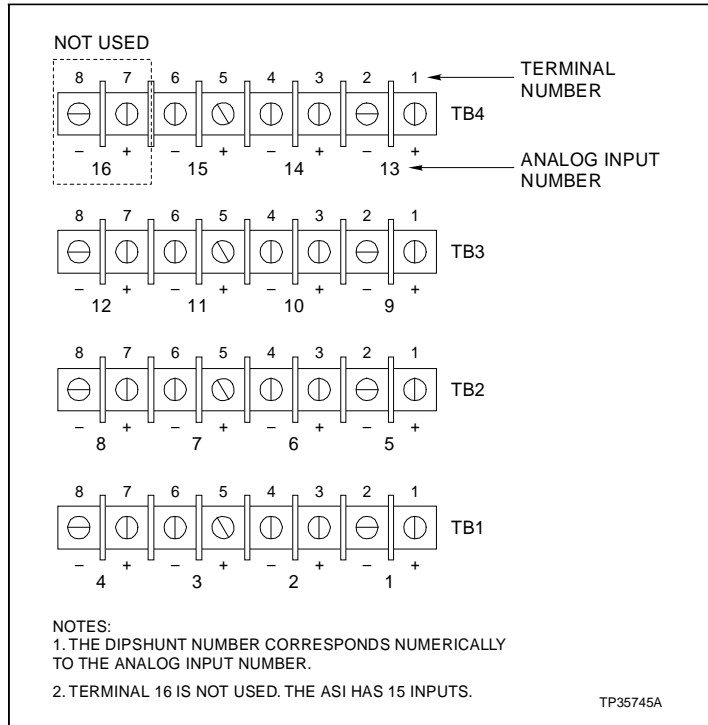 NOT USED
8 7 6 5 4 3 2 1
TERMINAL
NUMBER
TB4
– + – + – + – +
16 15 14 13
ANALOG INPUT
NUMBER
8 7 6 5 4 3 2 1
TB3
– + – + – + – +
12 11 10 9
8 7 6 5 4 3 2 1
TB2
– + – + – + – +
8 7 6 5
8 7 6 5 4 3 2 1
TB1
– + – + – + – +
4 3 2 1
NOTES:
1. THE DIPSHUNT NUMBER CORRESPONDS NUMERICALLY
TO THE ANALOG INPUT NUMBER.
2. TERMINAL 16 IS NOT USED. THE ASI HAS 15 INPUTS.
TP35745A